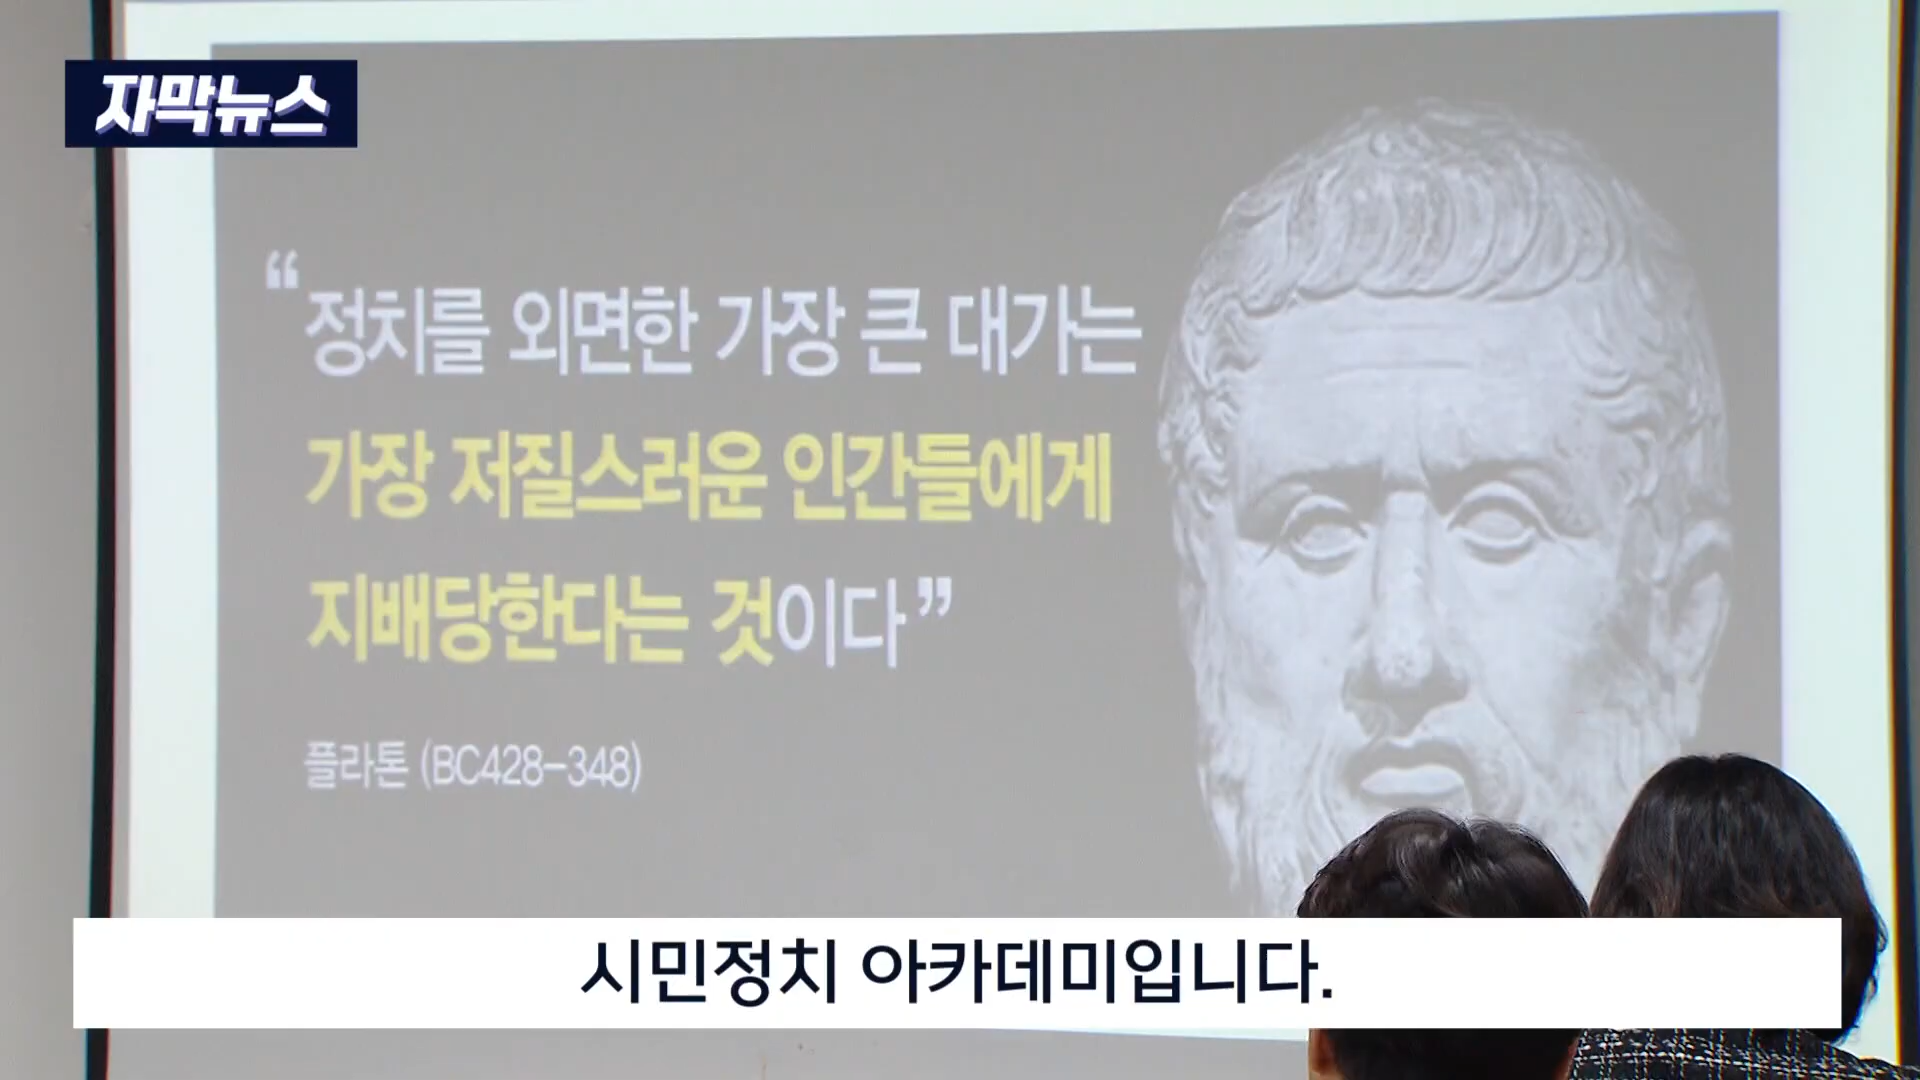 자막뉴스
“정치를 외면한 가장 큰 대가는
가장 저질스러운 인간들에게
지배당한다는 것이다”
플라톤 (BC428-348)
시민정치 아카데미입니다.